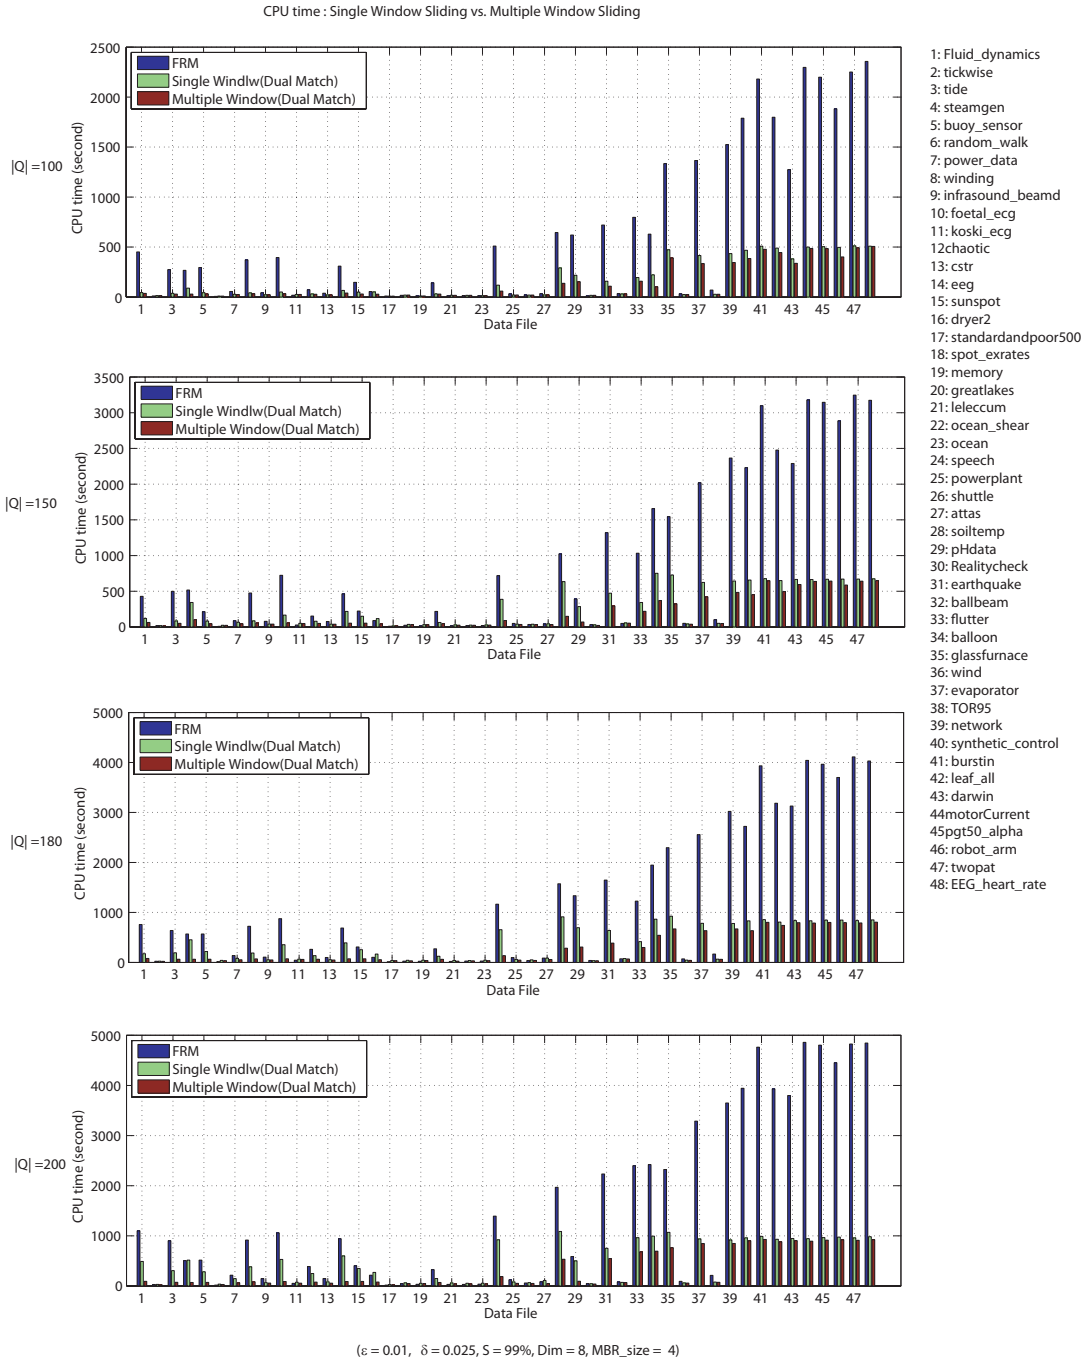 CPU time : Single Window Sliding vs. Multiple Window Sliding
|Q| =100
CPU time (second)
2500
2000
1500
1000
500
0
FRM
Single Windlw(Dual Match)
Multiple Window(Dual Match)
1 3 5 7 9 11 13 15 17 19 21 23 25 27 29 31 33 35 37 39 41 43 45 47
Data File
|Q| =150
CPU time (second)
3500
3000
2500
2000
1500
1000
500
0
FRM
Single Windlw(Dual Match)
Multiple Window(Dual Match)
1 3 5 7 9 11 13 15 17 19 21 23 25 27 29 31 33 35 37 39 41 43 45 47
Data File
|Q| =180
CPU time (second)
5000
4000
3000
2000
1000
0
FRM
Single Windlw(Dual Match)
Multiple Window(Dual Match)
1 3 5 7 9 11 13 15 17 19 21 23 25 27 29 31 33 35 37 39 41 43 45 47
Data File
|Q| =200
CPU time (second)
5000
4000
3000
2000
1000
0
FRM
Single Windlw(Dual Match)
Multiple Window(Dual Match)
1 3 5 7 9 11 13 15 17 19 21 23 25 27 29 31 33 35 37 39 41 43 45 47
Data File
1: Fluid_dynamics
2: tickwise
3: tide
4: steamgen
5: buoy_sensor
6: random_walk
7: power_data
8: winding
9: infrasound_beamd
10: foetal_ecg
11: koski_ecg
12chaotic
13: cstr
14: eeg
15: sunspot
16: dryer2
17: standardandpoor500
18: spot_exrates
19: memory
20: greatlakes
21: leleccum
22: ocean_shear
23: ocean
24: speech
25: powerplant
26: shuttle
27: attas
28: soiltemp
29: pHdata
30: Realitycheck
31: earthquake
32: ballbeam
33: flutter
34: balloon
35: glassfurnace
36: wind
37: evaporator
38: TOR95
39: network
40: synthetic_control
41: burstin
42: leaf_all
43: darwin
44motorCurrent
45pgt50_alpha
46: robot_arm
47: twopat
48: EEG_heart_rate
(ε = 0.01, δ = 0.025, S = 99%, Dim = 8, MBR_size = 4)